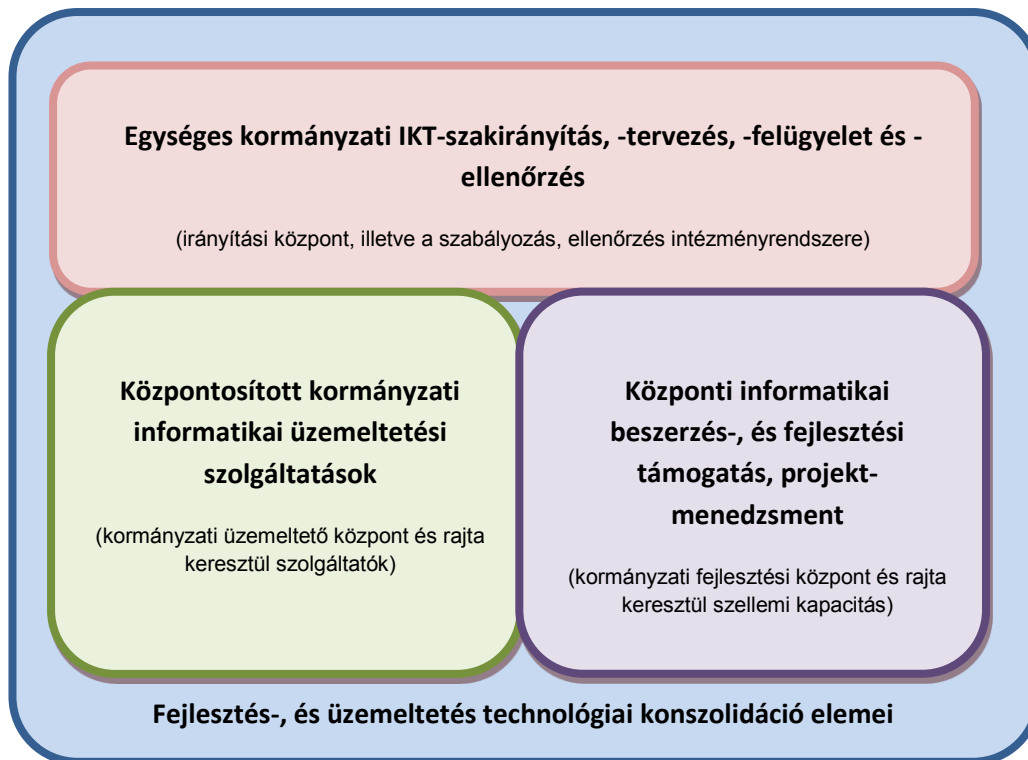 Egységes kormányzati IKT-szakirányítás, -tervezés, -felügyelet és -
ellenőrzés
(irányítási központ, illetve a szabályozás, ellenőrzés intézményrendszere)
Központosított kormányzati
informatikai üzemeltetési
szolgáltatások
(kormányzati üzemeltető központ és rajta
keresztül szolgáltatók)
Központi informatikai
beszerzés-, és fejlesztési
támogatás, projekt-
menedzsment
(kormányzati fejlesztési központ és rajta
keresztül szellemi kapacitás)
Fejlesztés-, és üzemeltetés technológiai konszolidáció elemei